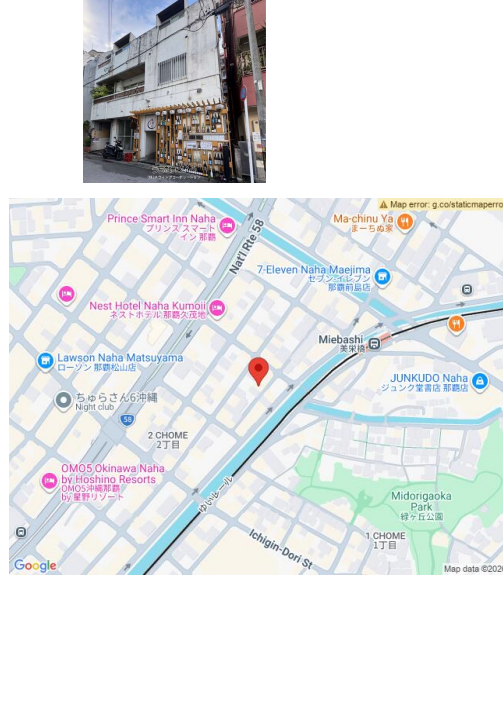 Map error: g.co/staticmaperro
Prince Smart Inn Naha
プリンス スマート
イン 那覇
Nat'l Rte 58
Ma-chinu Ya
まーちぬ家
7-Eleven Naha Maejima
セブン-イレブン
那覇前島店
Nest Hotel Naha Kumoji
ネストホテル那覇久茂地
Miebashi
美栄橋
Lawson Naha Matsuyama
ローソン 那覇松山店
JUNKUDO Naha
ジュンク堂書店 那覇店
ちゅらさん6沖縄
Night club
58
2 CHOME
2丁目
OMO5 Okinawa Naha
by Hoshino Resorts
OMO5沖縄那覇
by 星野リゾート
ゆいレール
Midorigaoka
Park
緑ヶ丘公園
Ichigin-Dori St
1 CHOME
1丁目
Google
Map data ©2026